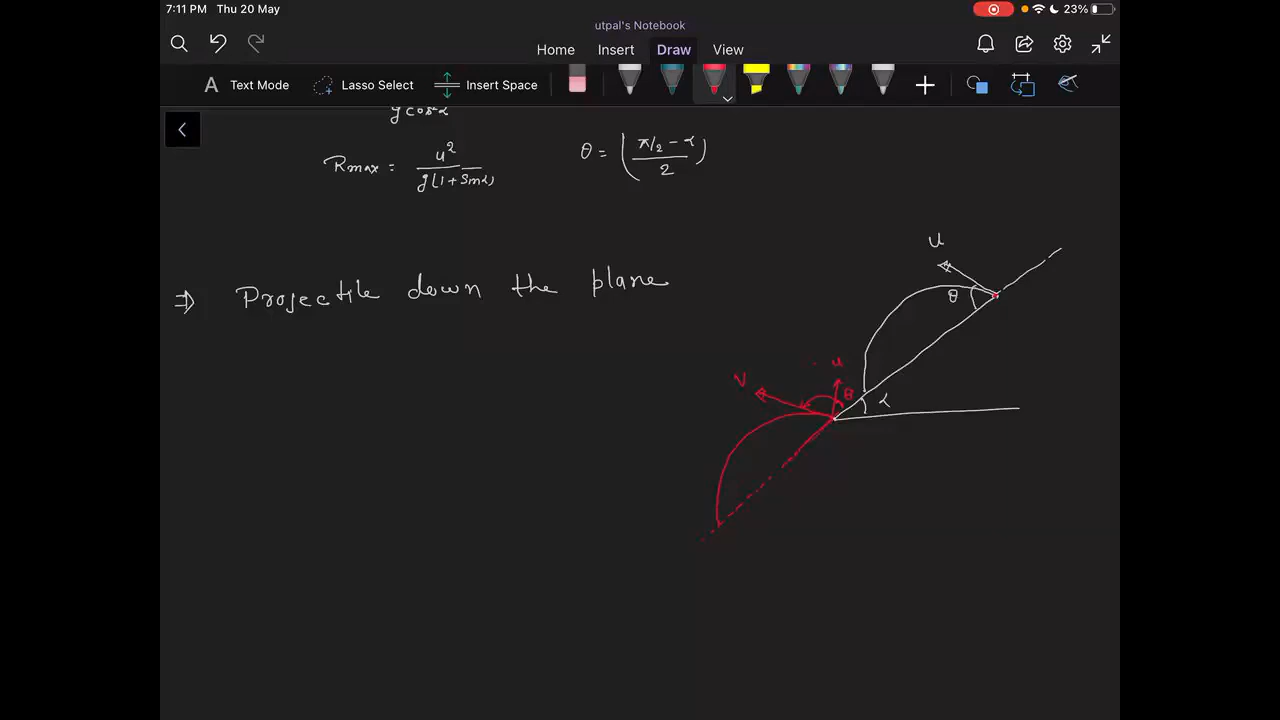 7:11 PM Thu 20 May
23%
utpal's Notebook
Home Insert Draw View
A Text Mode Lasso Select Insert Space
g cos²α
Rmax = u² / g(1 + sinα) θ = (π/2 - α / 2)
⇒ Projectile down the plane
u
θ
u
v
θ
α